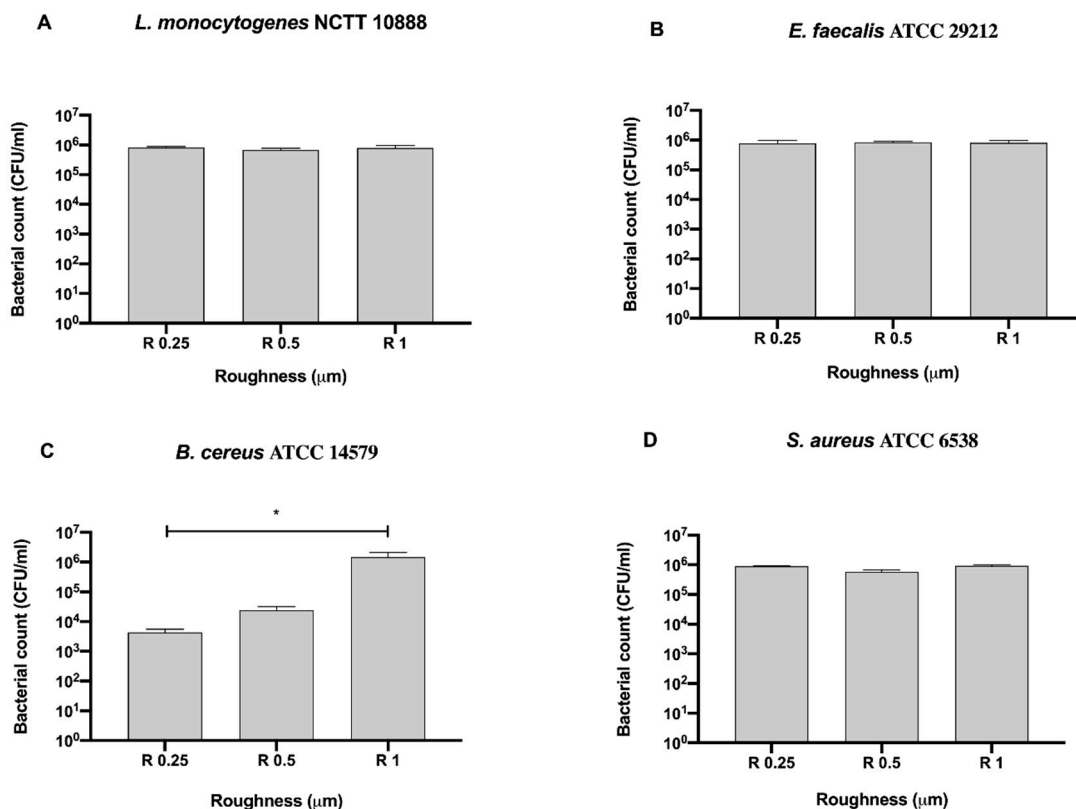 A
L. monocytogenes NCTT 10888
Bacterial count (CFU/ml)
10⁷
10⁶
10⁵
10⁴
10³
10²
10¹
10⁰
R 0.25 R 0.5 R 1
Roughness (μm)
B
E. faecalis ATCC 29212
Bacterial count (CFU/ml)
10⁷
10⁶
10⁵
10⁴
10³
10²
10¹
10⁰
R 0.25 R 0.5 R 1
Roughness (μm)
C
B. cereus ATCC 14579
*
Bacterial count (CFU/ml)
10⁷
10⁶
10⁵
10⁴
10³
10²
10¹
10⁰
R 0.25 R 0.5 R 1
Roughness (μm)
D
S. aureus ATCC 6538
Bacterial count (CFU/ml)
10⁷
10⁶
10⁵
10⁴
10³
10²
10¹
10⁰
R 0.25 R 0.5 R 1
Roughness (μm)